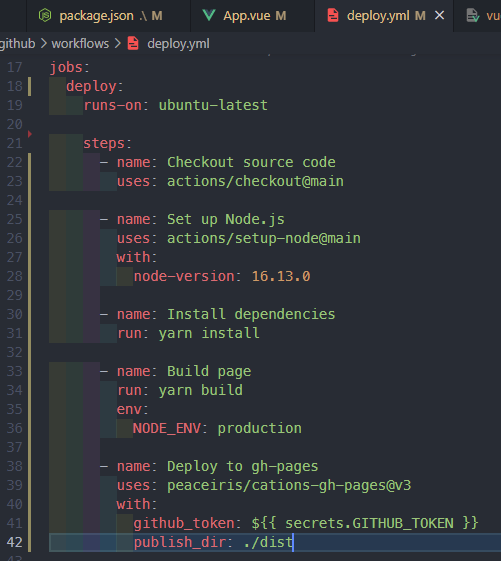 package.json .\ M App.vue deploy.yml M vue
github > workflows > deploy.yml
17 jobs:
18 deploy:
19 runs-on: ubuntu-latest
20
21 steps:
22 - name: Checkout source code
23 uses: actions/checkout@main
24
25 - name: Set up Node.js
26 uses: actions/setup-node@main
27 with:
28 node-version: 16.13.0
29
30 - name: Install dependencies
31 run: yarn install
32
33 - name: Build page
34 run: yarn build
35 env:
36 NODE_ENV: production
37
38 - name: Deploy to gh-pages
39 uses: peaceiris/cations-gh-pages@v3
40 with:
41 github_token: ${{ secrets.GITHUB_TOKEN }}
42 publish_dir: ./dist